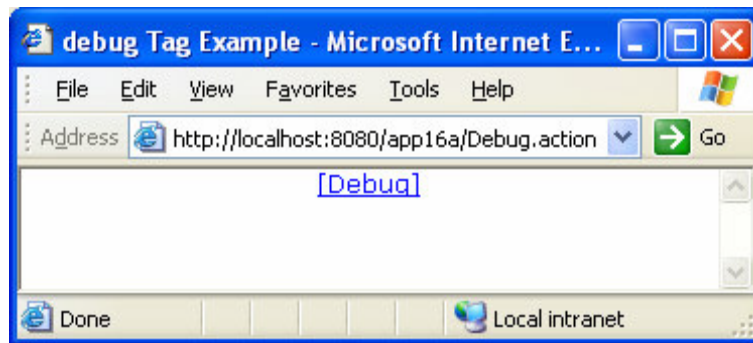 debug Tag Example - Microsoft Internet E...
File Edit View Favorites Tools Help
Address http://localhost:8080/app16a/Debug.action Go
[Debug]
Done Local intranet